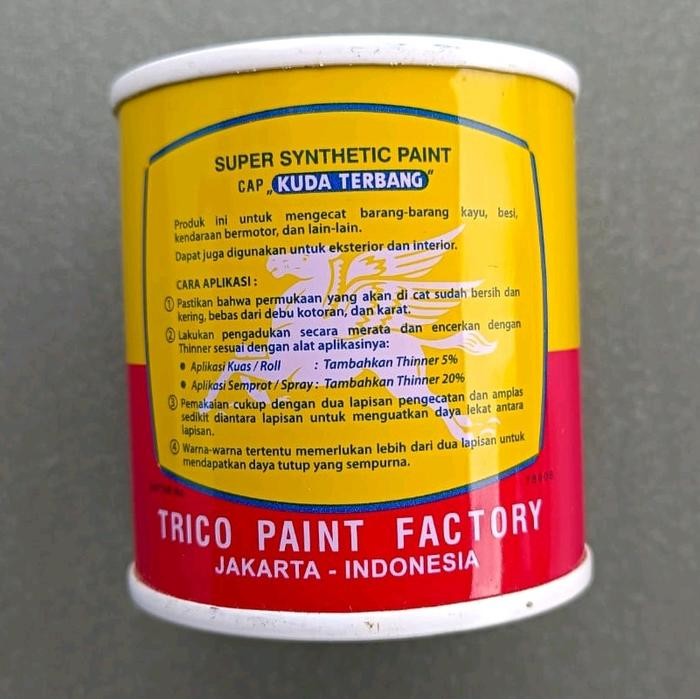 SUPER SYNTHETIC PAINT
CAP „KUDA TERBANG"
Produk ini untuk mengecat barang-barang kayu, besi,
kendaraan bermotor, dan lain-lain.
Dapat juga digunakan untuk eksterior dan interior.
CARA APLIKASI :
① Pastikan bahwa permukaan yang akan di cat sudah bersih dan
kering, bebas dari debu kotoran, dan karat.
② Lakukan pengadukan secara merata dan encerkan dengan
Thinner sesuai dengan alat aplikasinya:
• Aplikasi Kuas / Roll : Tambahkan Thinner 5%
• Aplikasi Semprot / Spray : Tambahkan Thinner 20%
③ Pemakaian cukup dengan dua lapisan pengecatan dan amplas
sedikit diantara lapisan untuk menguatkan daya lekat antara
lapisan.
④ Warna-warna tertentu memerlukan lebih dari dua lapisan untuk
mendapatkan daya tutup yang sempurna.
TRICO PAINT FACTORY
JAKARTA - INDONESIA